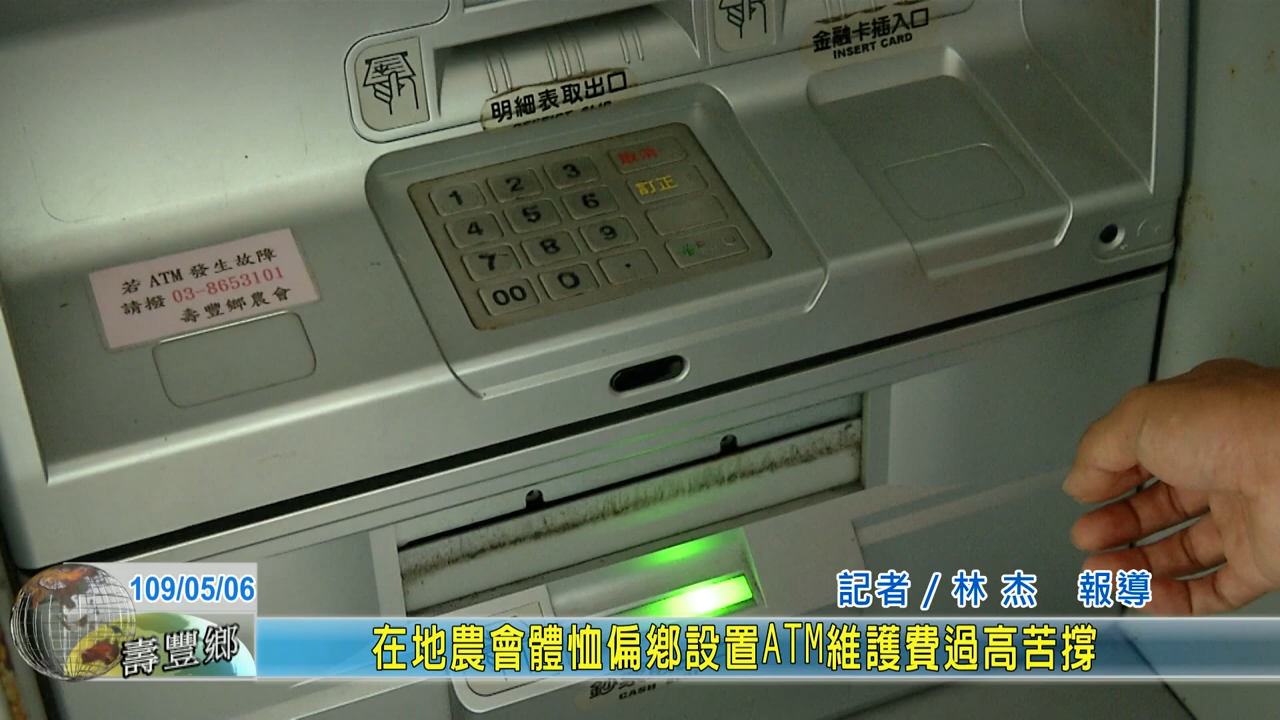 金融卡插入口
INSERT CARD
明細表取出口
1 2 3 取消
4 5 6 訂正
7 8 9
00 0 .
若 ATM 發生故障
請撥 03-8653101
壽豐鄉農會
109/05/06
壽豐鄉
記者/林 杰 報導
在地農會體恤偏鄉設置ATM維護費過高苦撐
CASH